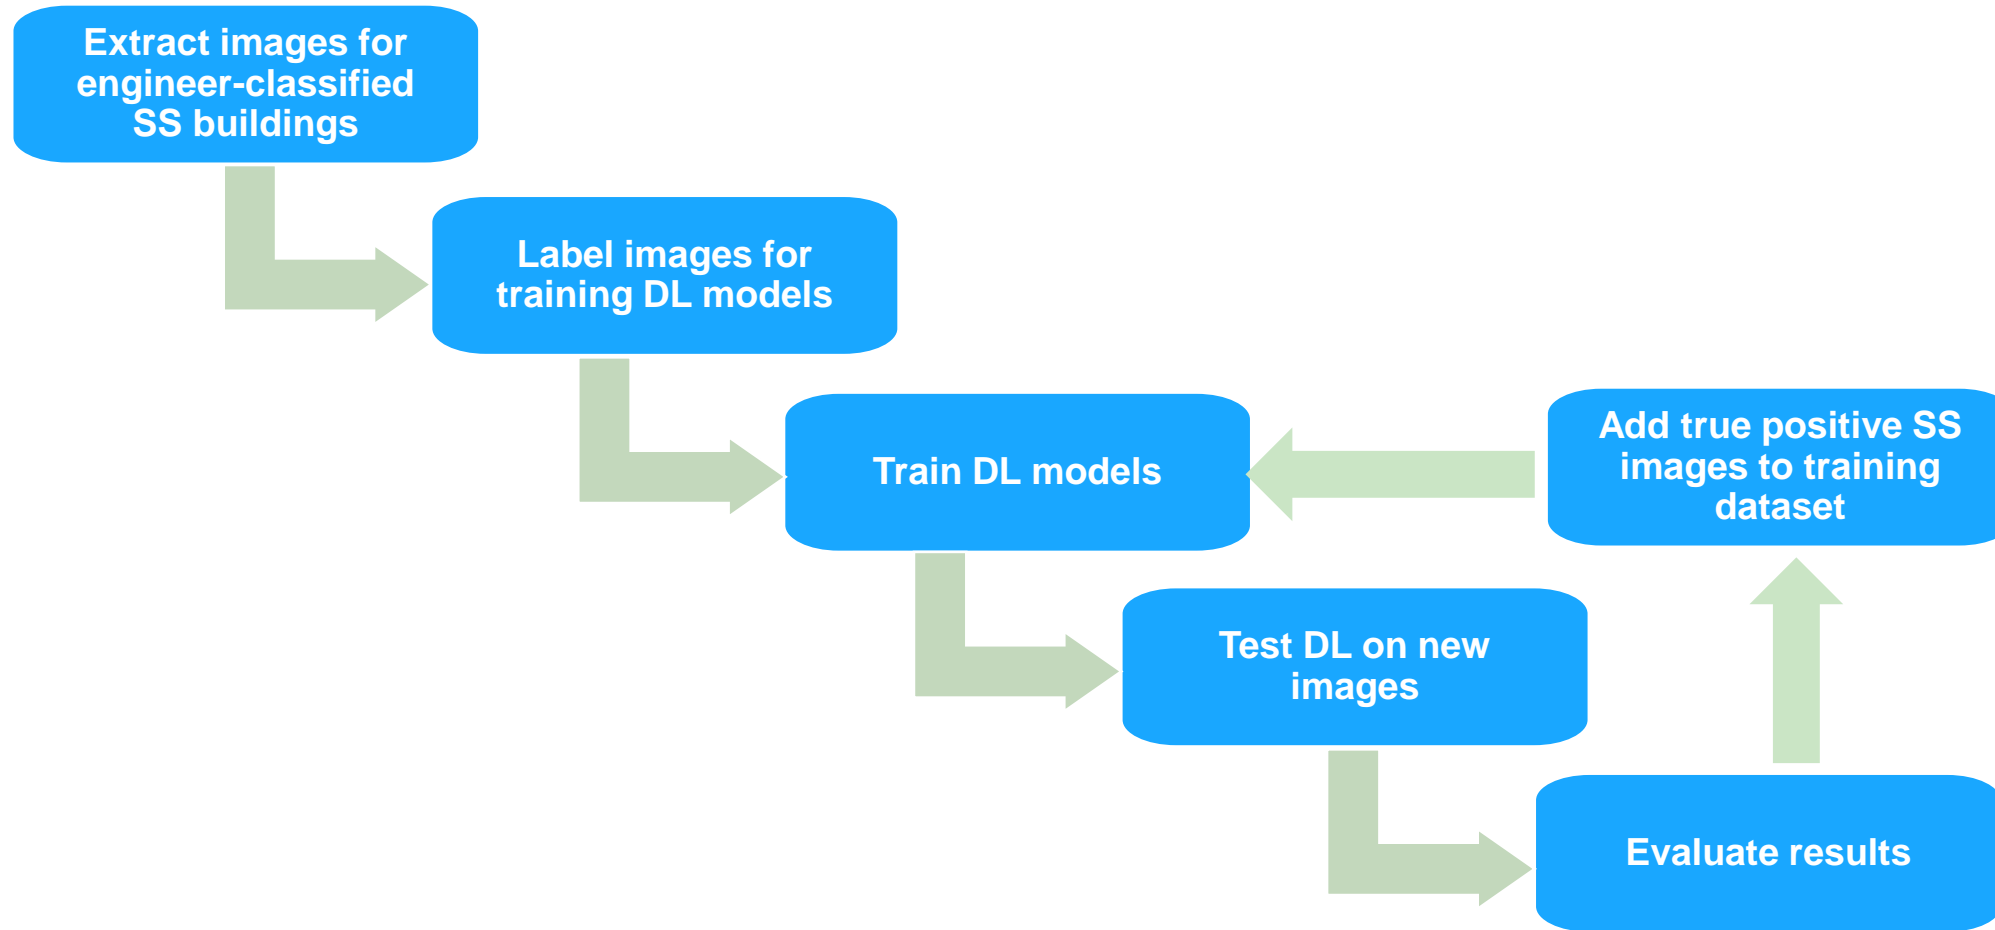 Extract images for
engineer-classified
SS buildings
Label images for
training DL models
Train DL models
Add true positive SS
images to training
dataset
Test DL on new
images
Evaluate results